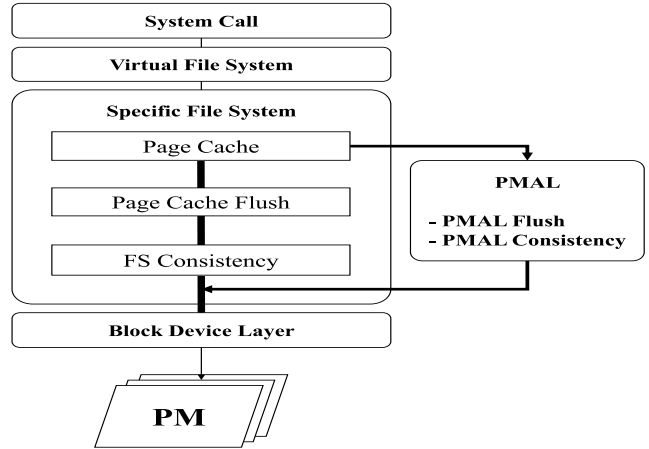 System Call
Virtual File System
Specific File System
Page Cache
Page Cache Flush
FS Consistency
PMAL
- PMAL Flush
- PMAL Consistency
Block Device Layer
PM